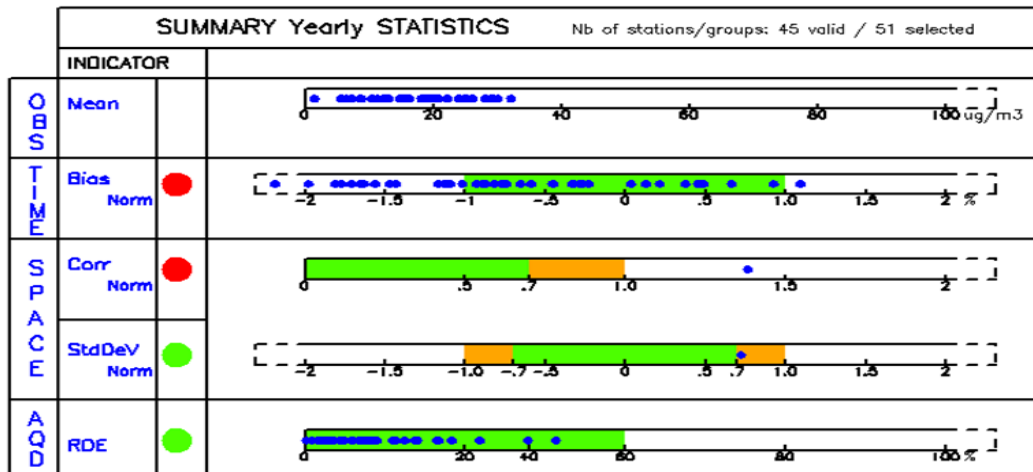 SUMMARY Yearly STATISTICS Nb of stations/groups: 45 valid / 51 selected
INDICATOR
OBS
Mean
0 20 40 60 80 100 ug/m3
TIME
Bias
Norm
-2 -1.5 -1 -.5 0 .5 1.0 1.5 2 %
SPACE
Corr
Norm
0 .5 .7 1.0 1.5 2
StdDeV
Norm
-2 -1.5 -1.0 -.7 -.5 0 .5 .7 1.0 1.5 2
AQD
RDE
0 20 40 60 80 100 %